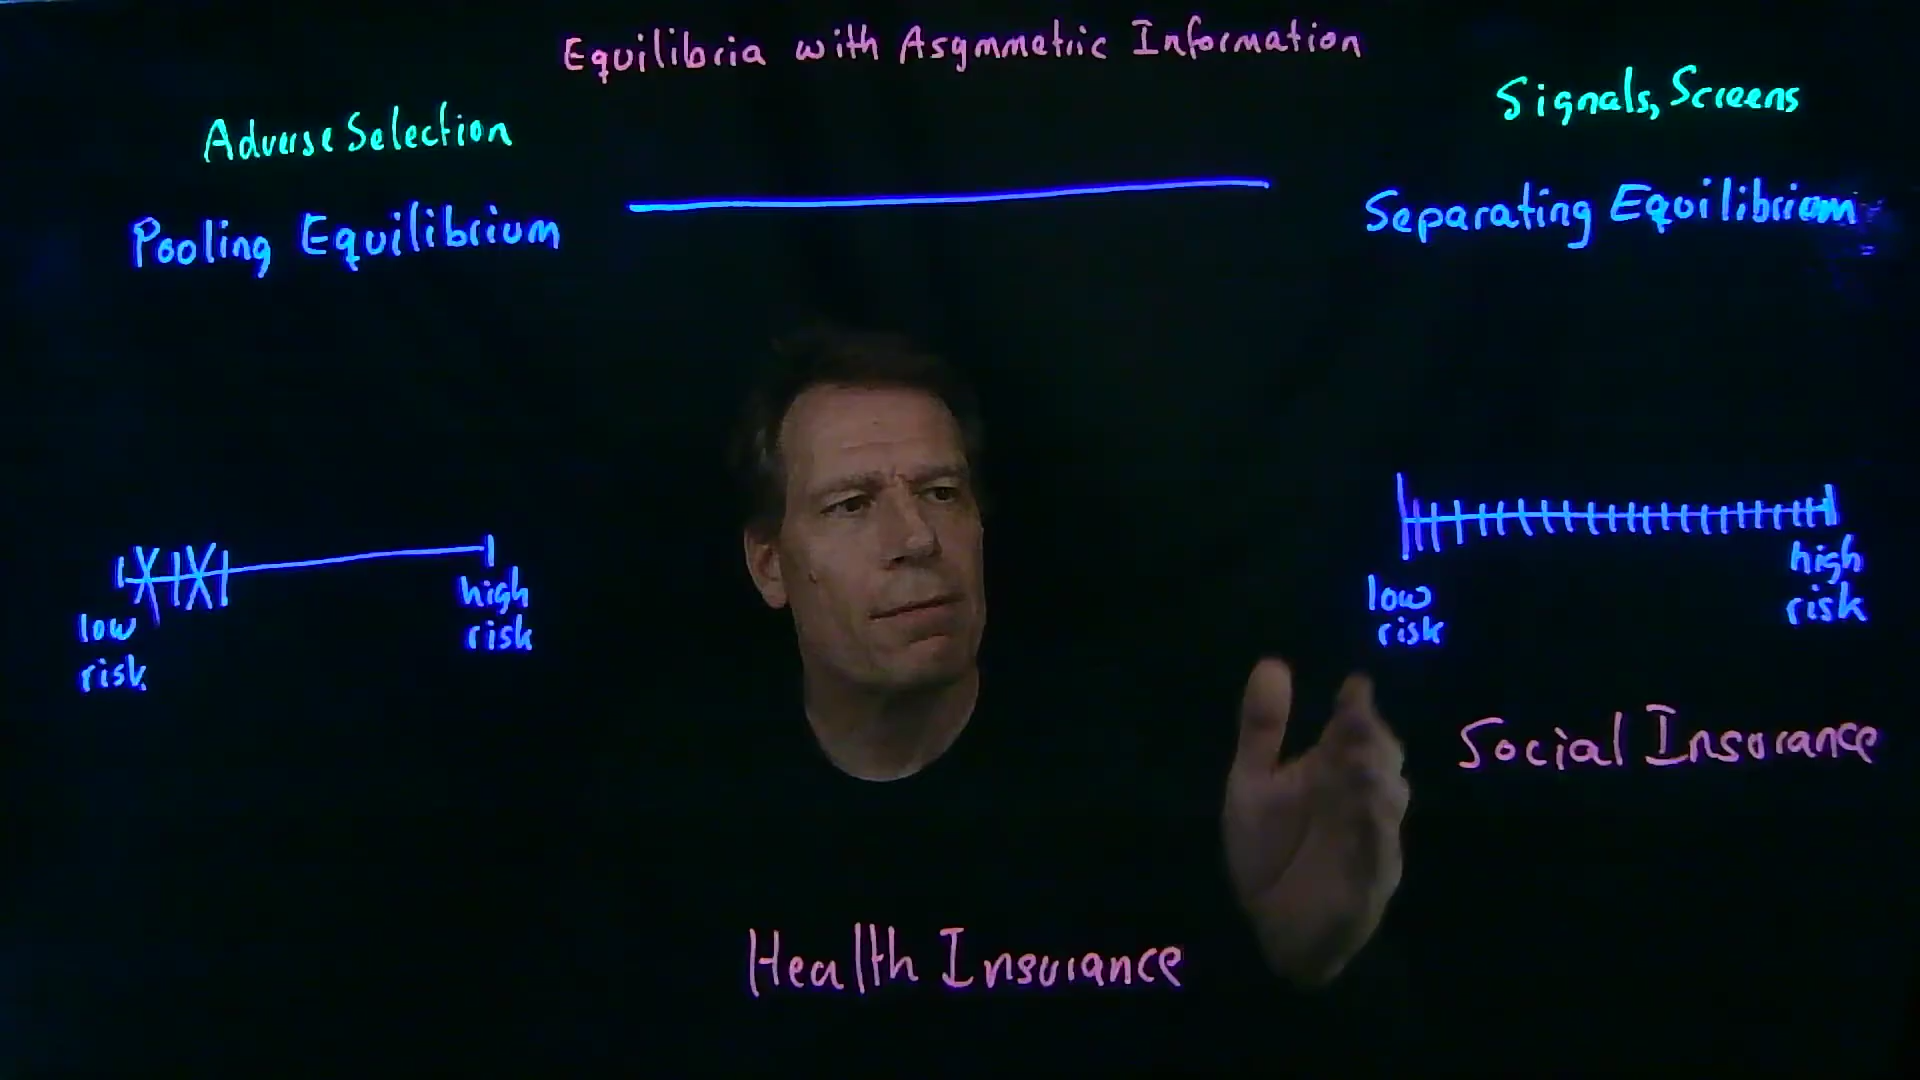 Equilibria with Asymmetric Information
Adverse Selection
Pooling Equilibrium
Signals, Screens
Separating Equilibrium
low
risk
high
risk
low
risk
high
risk
Social Insurance
Health Insurance